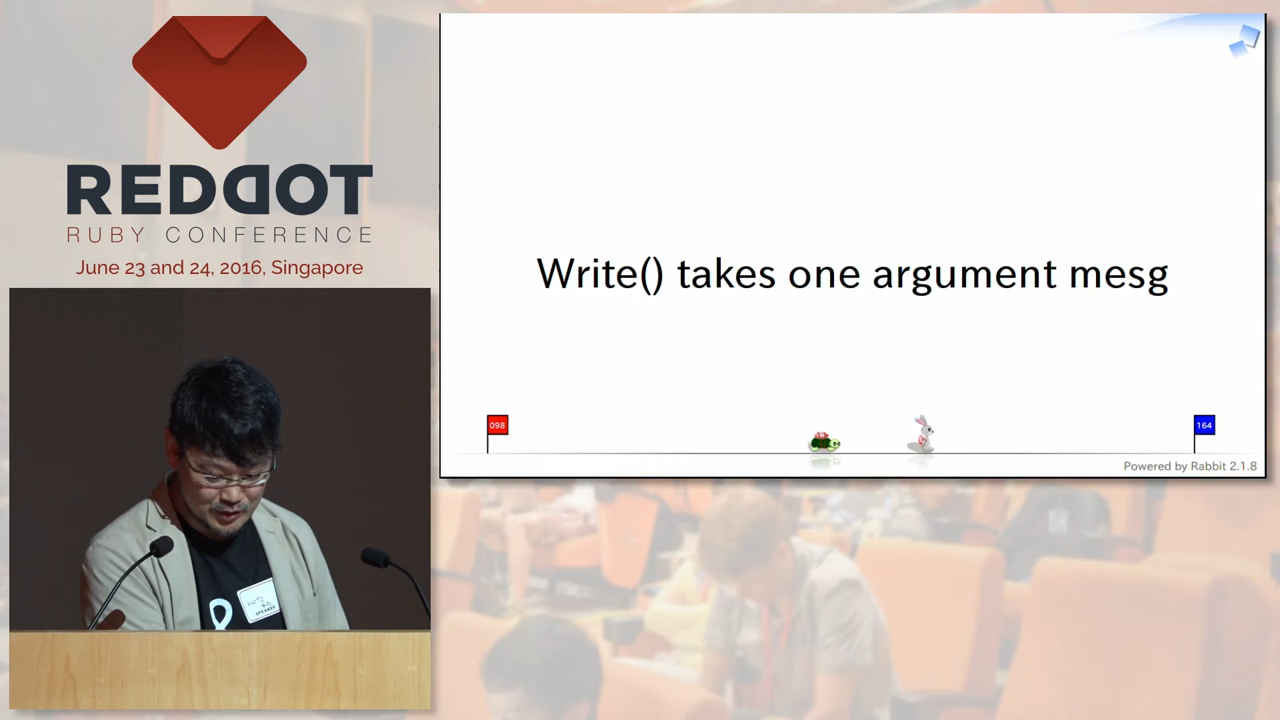 REDDOT
RUBY CONFERENCE
June 23 and 24, 2016, Singapore
Write() takes one argument mesg
098
164
Powered by Rabbit 2.1.8
SPEAKER